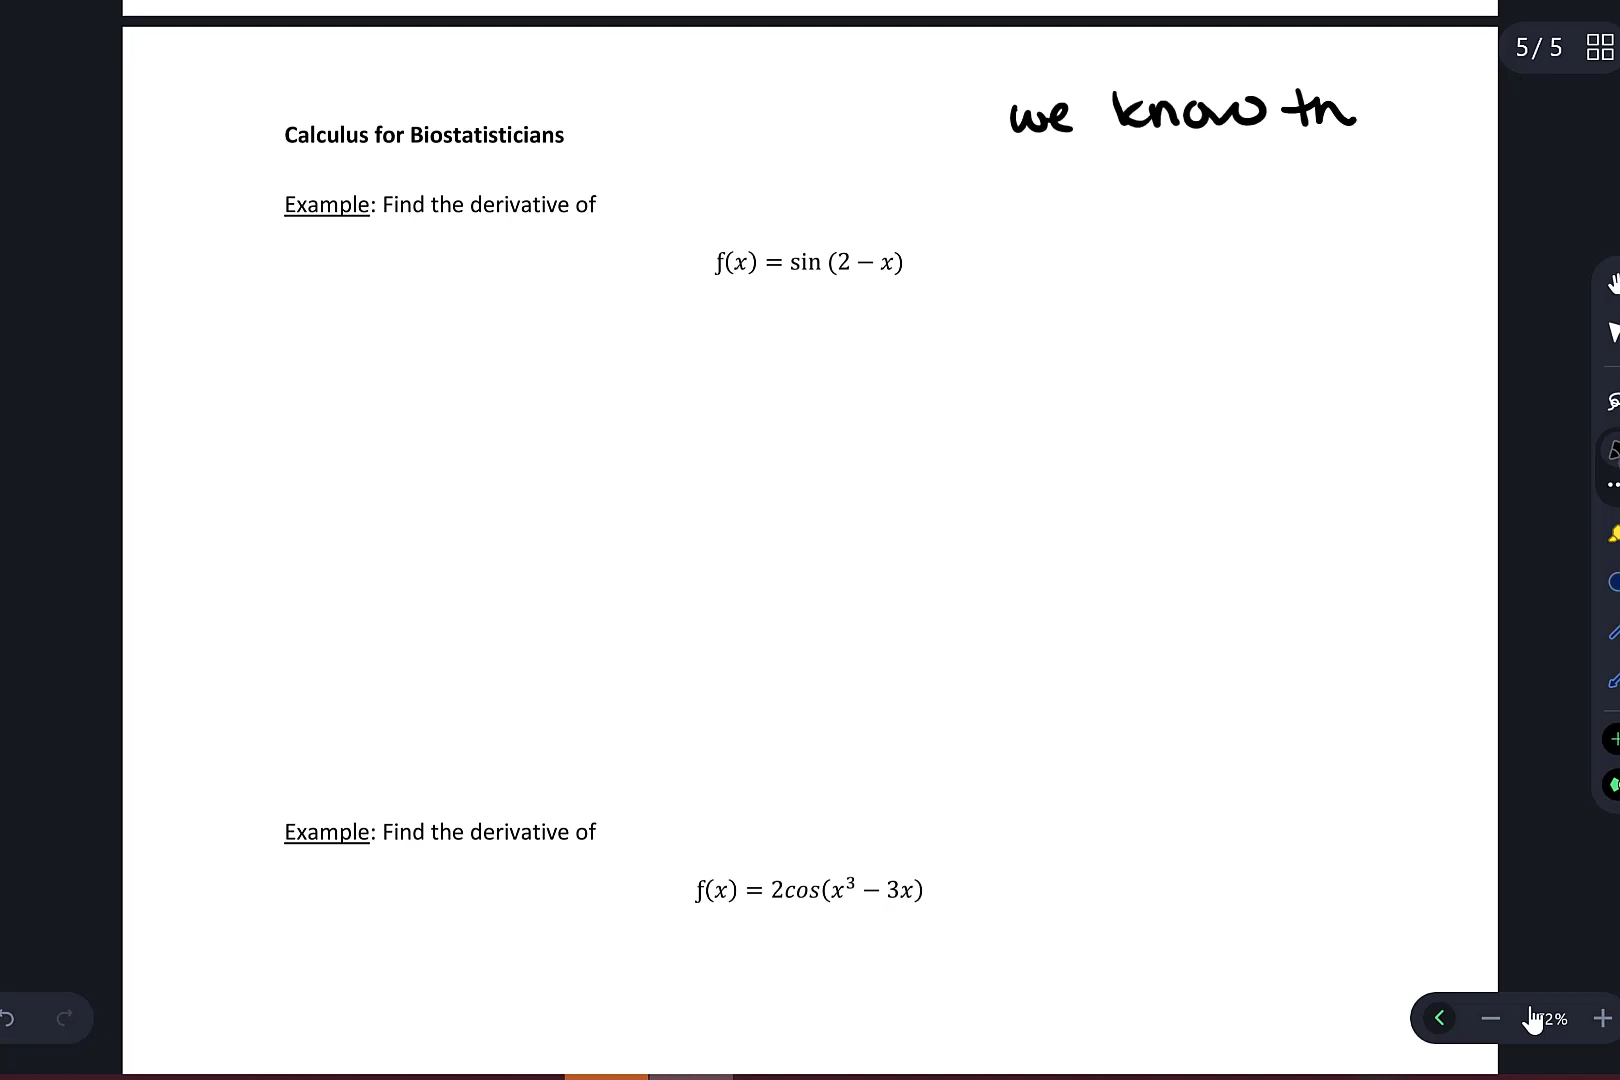 5/ 5
we know th
Calculus for Biostatisticians
Example: Find the derivative of
f(x) = sin (2 − x)
Example: Find the derivative of
f(x) = 2cos(x³ − 3x)